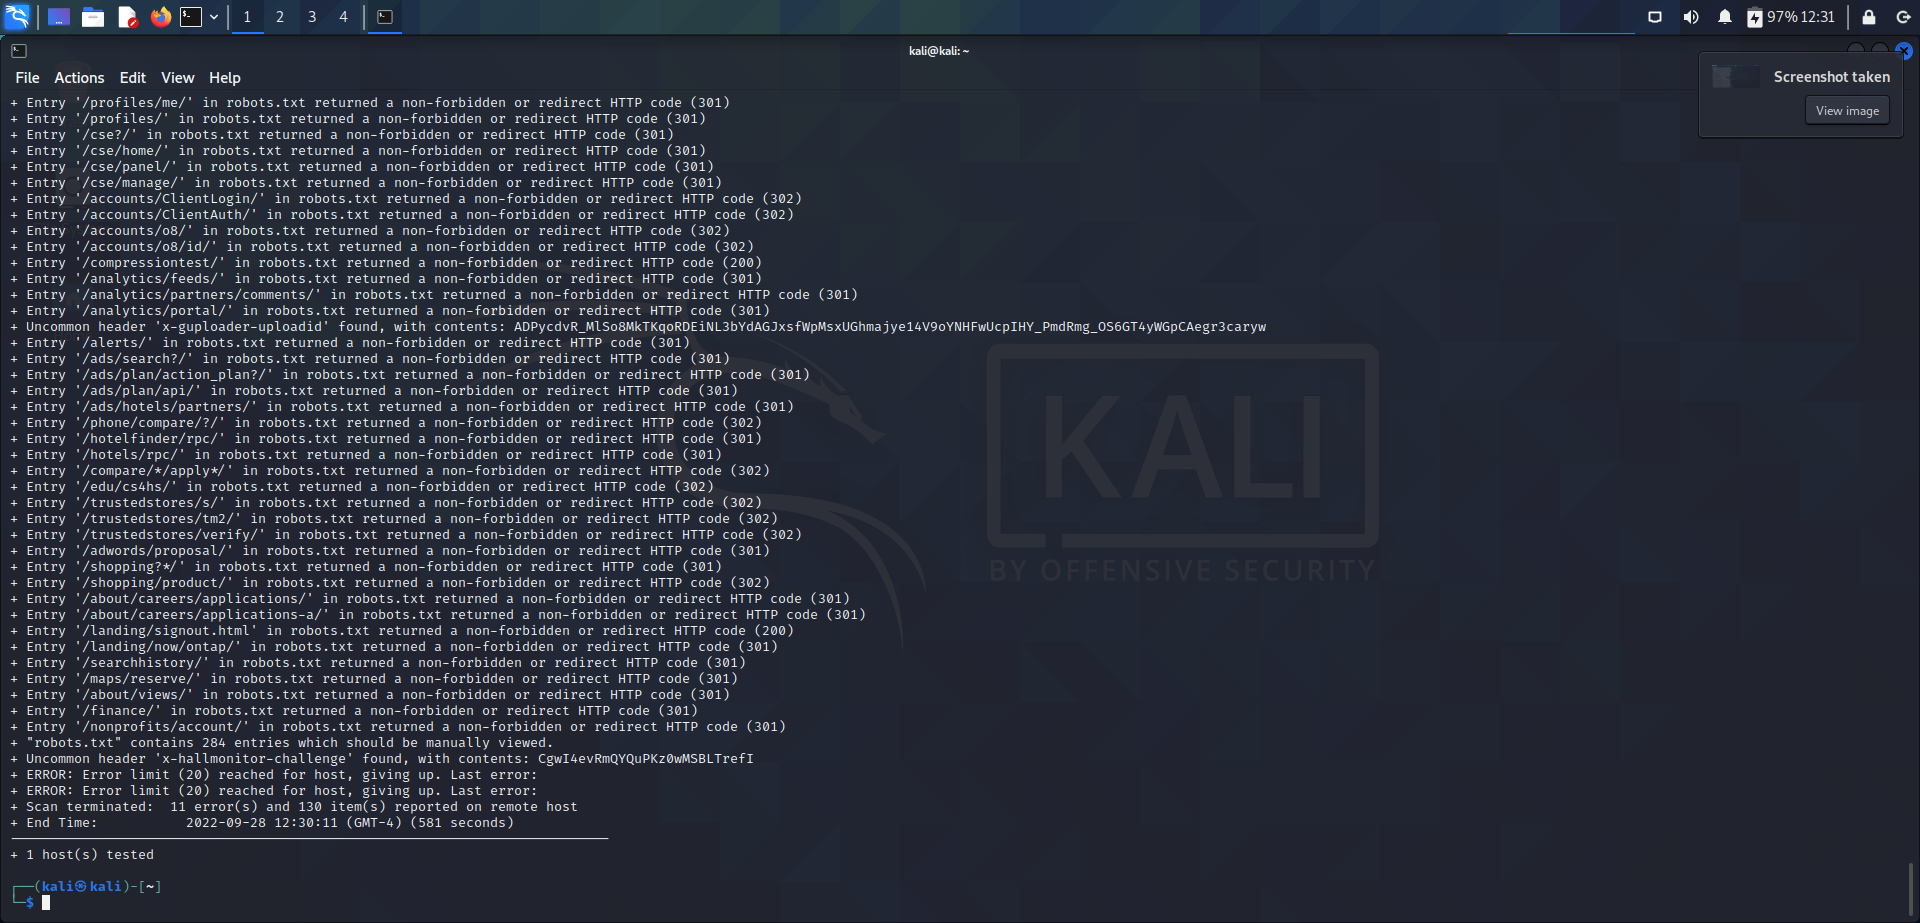 1 2 3 4
97% 12:31
kali@kali: ~
File Actions Edit View Help
Screenshot taken
View image
+ Entry '/profiles/me/' in robots.txt returned a non-forbidden or redirect HTTP code (301)
+ Entry '/profiles/' in robots.txt returned a non-forbidden or redirect HTTP code (301)
+ Entry '/cse?/' in robots.txt returned a non-forbidden or redirect HTTP code (301)
+ Entry '/cse/home/' in robots.txt returned a non-forbidden or redirect HTTP code (301)
+ Entry '/cse/panel/' in robots.txt returned a non-forbidden or redirect HTTP code (301)
+ Entry '/cse/manage/' in robots.txt returned a non-forbidden or redirect HTTP code (301)
+ Entry '/accounts/ClientLogin/' in robots.txt returned a non-forbidden or redirect HTTP code (302)
+ Entry '/accounts/ClientAuth/' in robots.txt returned a non-forbidden or redirect HTTP code (302)
+ Entry '/accounts/o8/' in robots.txt returned a non-forbidden or redirect HTTP code (302)
+ Entry '/accounts/o8/id/' in robots.txt returned a non-forbidden or redirect HTTP code (302)
+ Entry '/compressiontest/' in robots.txt returned a non-forbidden or redirect HTTP code (200)
+ Entry '/analytics/feeds/' in robots.txt returned a non-forbidden or redirect HTTP code (301)
+ Entry '/analytics/partners/comments/' in robots.txt returned a non-forbidden or redirect HTTP code (301)
+ Entry '/analytics/portal/' in robots.txt returned a non-forbidden or redirect HTTP code (301)
+ Uncommon header 'x-guploader-uploadid' found, with contents: ADPycdvR_MlSo8MkTKqoRDEiNL3bYdAGJxsfWpMsxUGhmajye14V9oYNHFwUcpIHY_PmdRmg_OS6GT4yWGpCAegr3caryw
+ Entry '/alerts/' in robots.txt returned a non-forbidden or redirect HTTP code (301)
+ Entry '/ads/search?/' in robots.txt returned a non-forbidden or redirect HTTP code (301)
+ Entry '/ads/plan/action_plan?/' in robots.txt returned a non-forbidden or redirect HTTP code (301)
+ Entry '/ads/plan/api/' in robots.txt returned a non-forbidden or redirect HTTP code (301)
+ Entry '/ads/hotels/partners/' in robots.txt returned a non-forbidden or redirect HTTP code (301)
+ Entry '/phone/compare/?/' in robots.txt returned a non-forbidden or redirect HTTP code (302)
+ Entry '/hotelfinder/rpc/' in robots.txt returned a non-forbidden or redirect HTTP code (301)
+ Entry '/hotels/rpc/' in robots.txt returned a non-forbidden or redirect HTTP code (301)
+ Entry '/compare/*/apply*/' in robots.txt returned a non-forbidden or redirect HTTP code (302)
+ Entry '/edu/cs4hs/' in robots.txt returned a non-forbidden or redirect HTTP code (302)
+ Entry '/trustedstores/s/' in robots.txt returned a non-forbidden or redirect HTTP code (302)
+ Entry '/trustedstores/tm2/' in robots.txt returned a non-forbidden or redirect HTTP code (302)
+ Entry '/trustedstores/verify/' in robots.txt returned a non-forbidden or redirect HTTP code (302)
+ Entry '/adwords/proposal/' in robots.txt returned a non-forbidden or redirect HTTP code (301)
+ Entry '/shopping?*/' in robots.txt returned a non-forbidden or redirect HTTP code (301)
+ Entry '/shopping/product/' in robots.txt returned a non-forbidden or redirect HTTP code (302)
+ Entry '/about/careers/applications/' in robots.txt returned a non-forbidden or redirect HTTP code (301)
+ Entry '/about/careers/applications-a/' in robots.txt returned a non-forbidden or redirect HTTP code (301)
+ Entry '/landing/signout.html' in robots.txt returned a non-forbidden or redirect HTTP code (200)
+ Entry '/landing/now/ontap/' in robots.txt returned a non-forbidden or redirect HTTP code (301)
+ Entry '/searchhistory/' in robots.txt returned a non-forbidden or redirect HTTP code (301)
+ Entry '/maps/reserve/' in robots.txt returned a non-forbidden or redirect HTTP code (301)
+ Entry '/about/views/' in robots.txt returned a non-forbidden or redirect HTTP code (301)
+ Entry '/finance/' in robots.txt returned a non-forbidden or redirect HTTP code (301)
+ Entry '/nonprofits/account/' in robots.txt returned a non-forbidden or redirect HTTP code (301)
+ "robots.txt" contains 284 entries which should be manually viewed.
+ Uncommon header 'x-hallmonitor-challenge' found, with contents: CgwI4evRmQYQuPKz0wMSBLTrefI
+ ERROR: Error limit (20) reached for host, giving up. Last error:
+ ERROR: Error limit (20) reached for host, giving up. Last error:
+ Scan terminated:  11 error(s) and 130 item(s) reported on remote host
+ End Time:           2022-09-28 12:30:11 (GMT-4) (581 seconds)
+ 1 host(s) tested
(kali㉿kali)-[~]
$
KALI
BY OFFENSIVE SECURITY